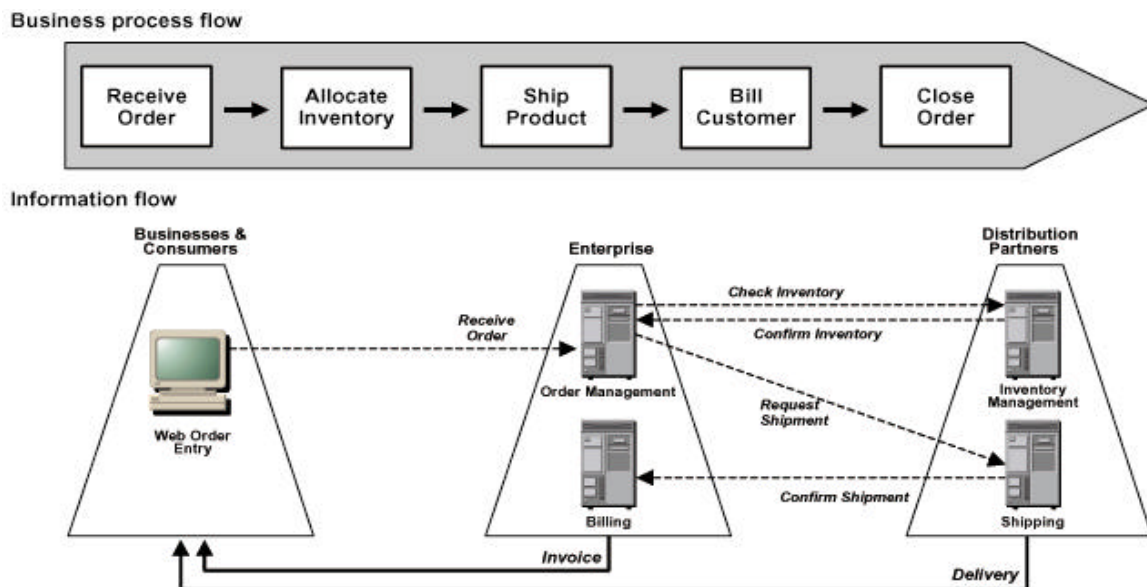 Business process flow
Receive
Order
Allocate
Inventory
Ship
Product
Bill
Customer
Close
Order
Information flow
Businesses &
Consumers
Enterprise
Distribution
Partners
Check Inventory
Receive
Order
Confirm Inventory
Order Management
Inventory
Management
Request
Shipment
Web Order
Entry
Confirm Shipment
Billing
Shipping
Invoice
Delivery